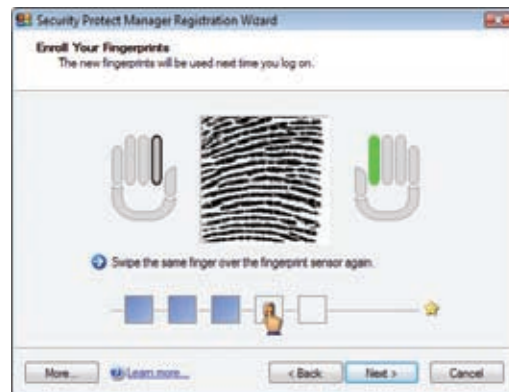 Security Protect Manager Registration Wizard
Enroll Your Fingerprints
The new fingerprints will be used next time you log on.
Swipe the same finger over the fingerprint sensor again.
More... Learn more... < Back Next > Cancel